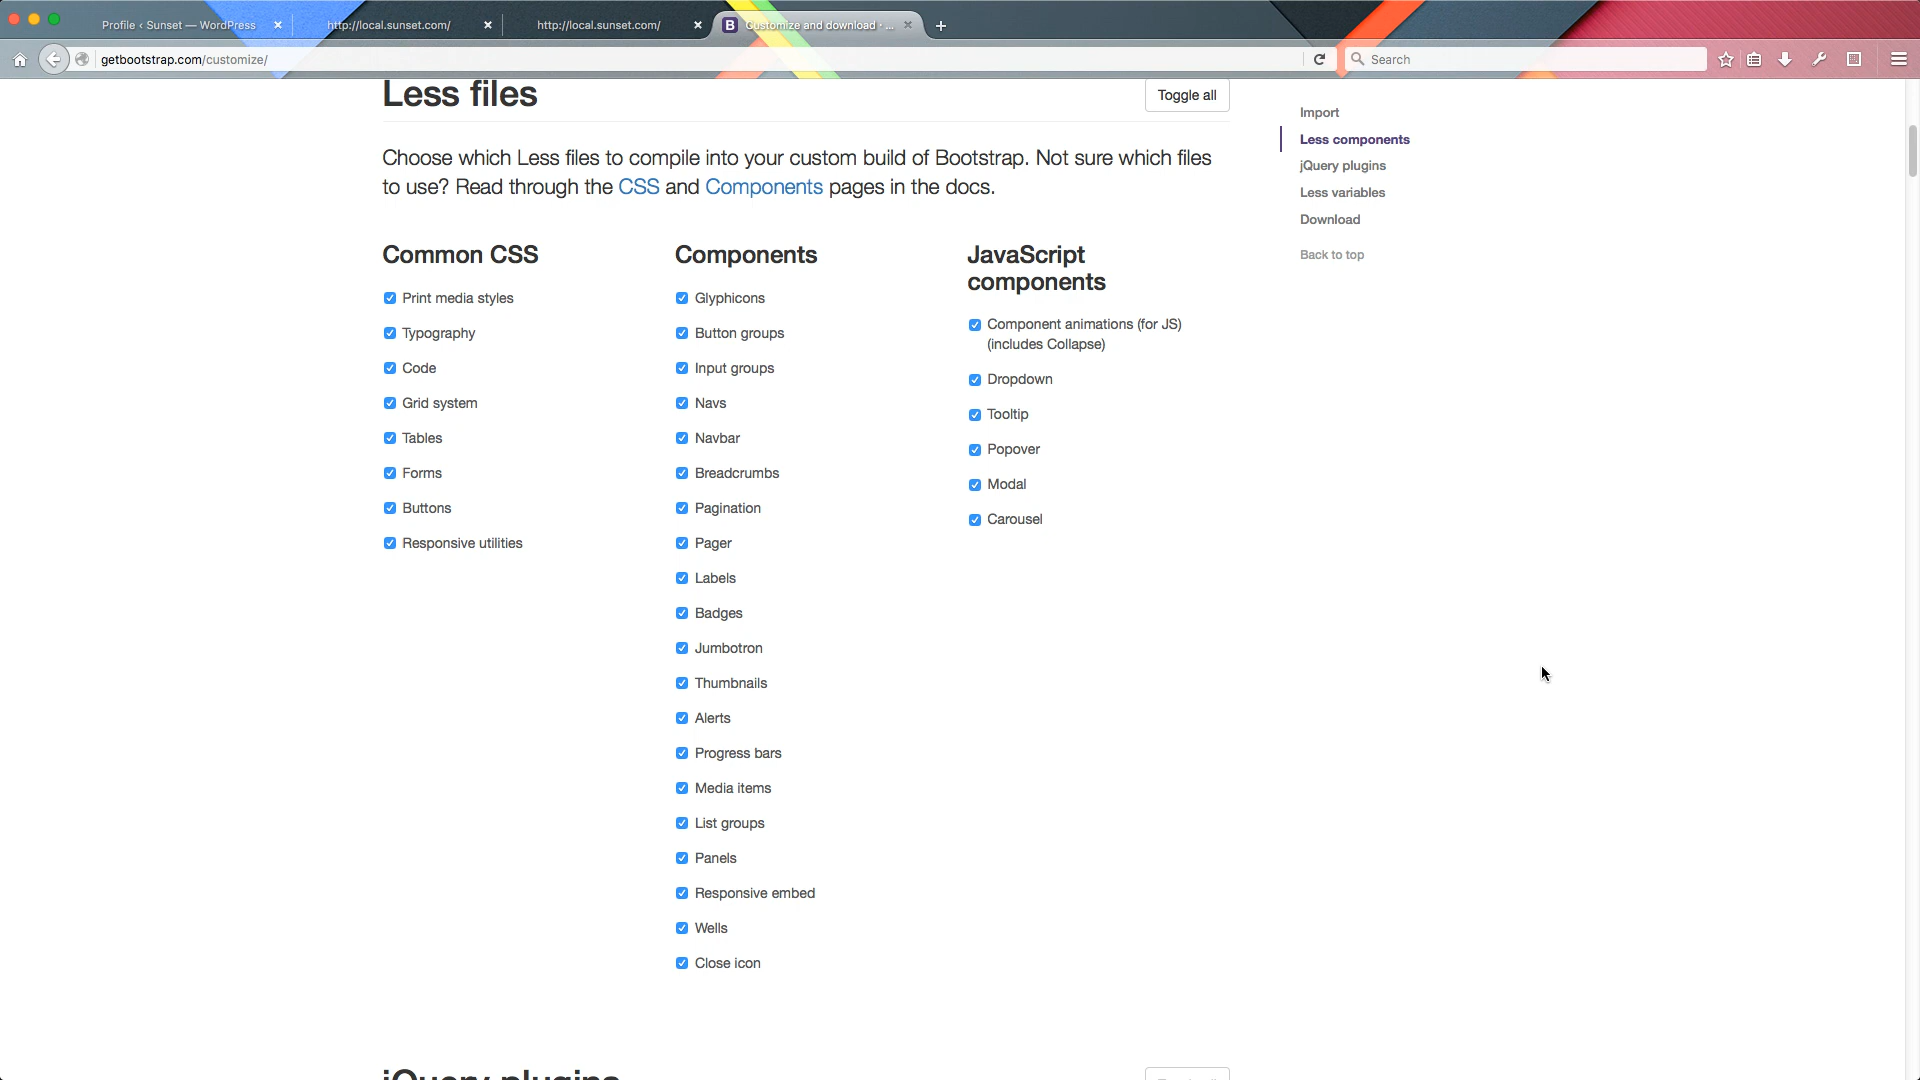 Profile ‹ Sunset — WordPress
http://local.sunset.com/
http://local.sunset.com/
Customize and download · ...
getbootstrap.com/customize/
Search
Less files
Toggle all
Choose which Less files to compile into your custom build of Bootstrap. Not sure which files
to use? Read through the CSS and Components pages in the docs.
Import
Less components
jQuery plugins
Less variables
Download
Back to top
Common CSS
Print media styles
Typography
Code
Grid system
Tables
Forms
Buttons
Responsive utilities
Components
Glyphicons
Button groups
Input groups
Navs
Navbar
Breadcrumbs
Pagination
Pager
Labels
Badges
Jumbotron
Thumbnails
Alerts
Progress bars
Media items
List groups
Panels
Responsive embed
Wells
Close icon
JavaScript
components
Component animations (for JS)
(includes Collapse)
Dropdown
Tooltip
Popover
Modal
Carousel
jQuery plugins